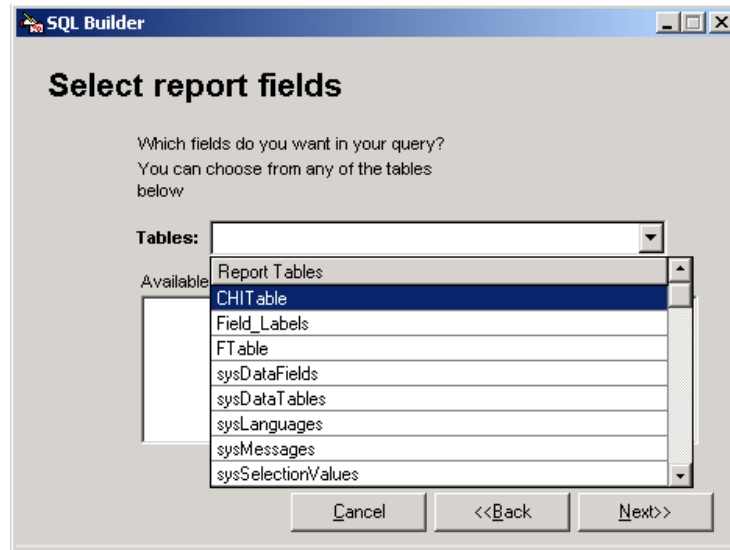 SQL Builder
Select report fields
Which fields do you want in your query?
You can choose from any of the tables
below
Tables:
Available
Report Tables
CHITable
Field_Labels
FTable
sysDataFields
sysDataTables
sysLanguages
sysMessages
sysSelectionValues
Cancel
<<Back
Next>>